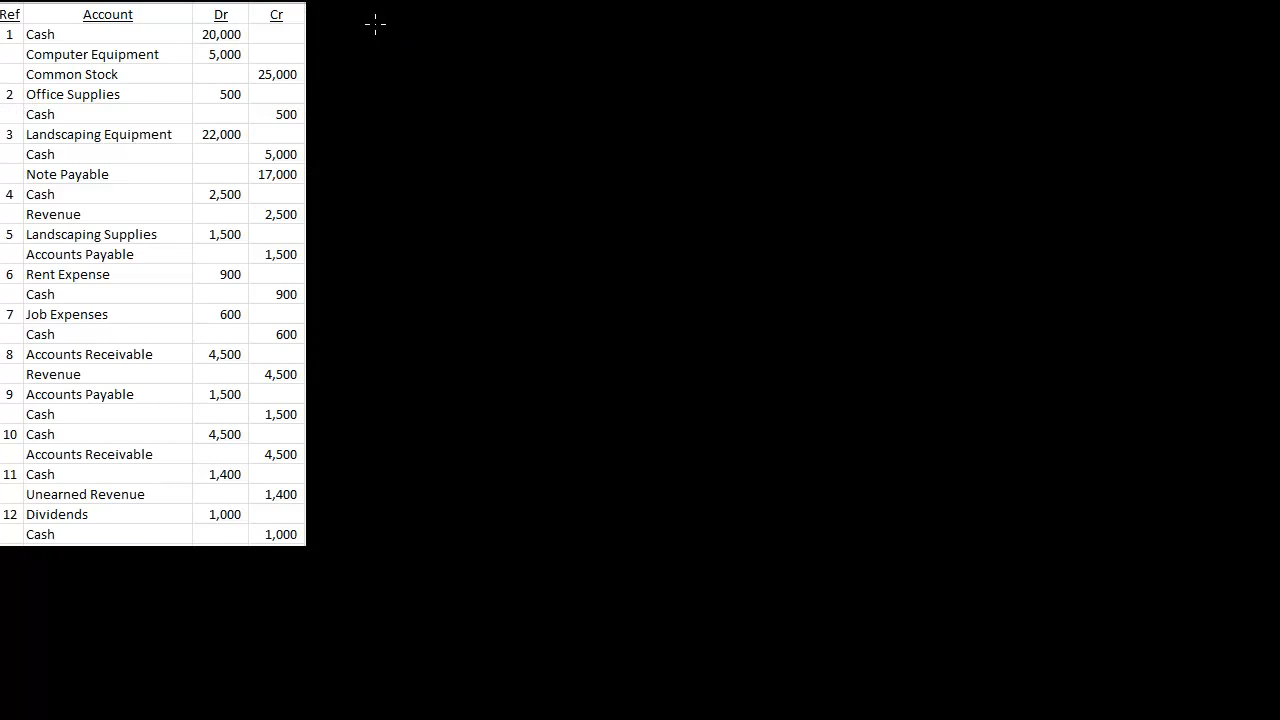 Ref Account Dr Cr
1 Cash 20,000
Computer Equipment 5,000
Common Stock 25,000
2 Office Supplies 500
Cash 500
3 Landscaping Equipment 22,000
Cash 5,000
Note Payable 17,000
4 Cash 2,500
Revenue 2,500
5 Landscaping Supplies 1,500
Accounts Payable 1,500
6 Rent Expense 900
Cash 900
7 Job Expenses 600
Cash 600
8 Accounts Receivable 4,500
Revenue 4,500
9 Accounts Payable 1,500
Cash 1,500
10 Cash 4,500
Accounts Receivable 4,500
11 Cash 1,400
Unearned Revenue 1,400
12 Dividends 1,000
Cash 1,000